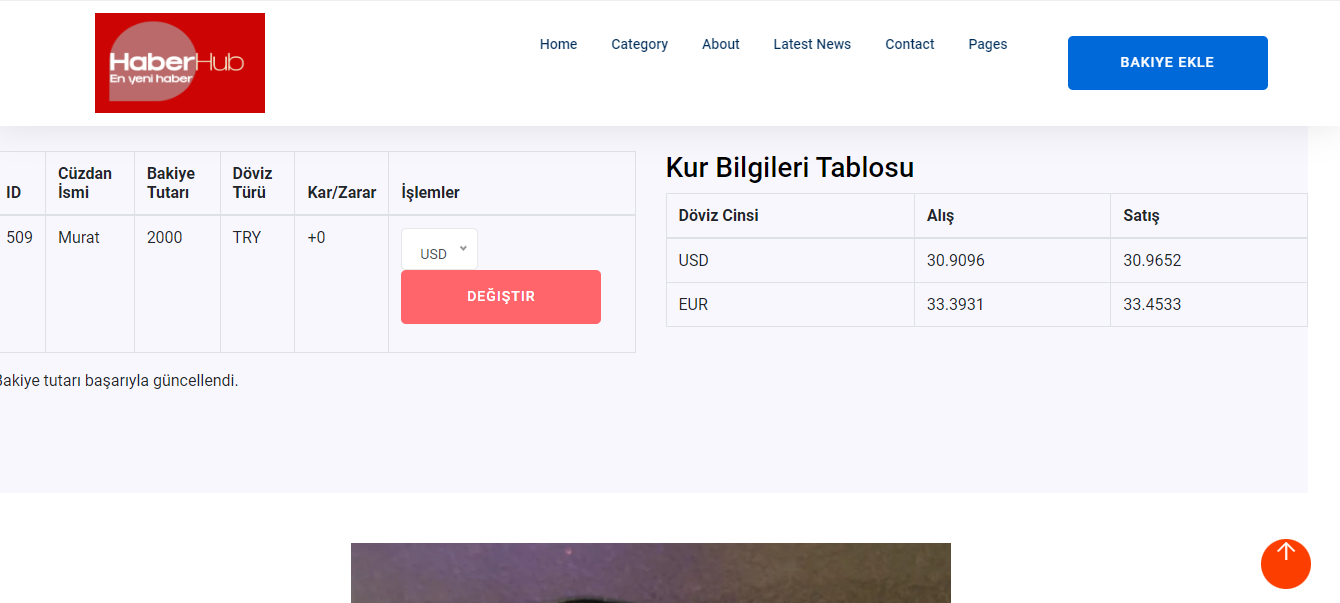 HaberHub
En yeni haber
Home Category About Latest News Contact Pages
BAKIYE EKLE
ID Cüzdan İsmi Bakiye Tutarı Döviz Türü Kar/Zarar İşlemler
509 Murat 2000 TRY +0 USD
DEĞIŞTIR
Bakiye tutarı başarıyla güncellendi.
Kur Bilgileri Tablosu
Döviz Cinsi Alış Satış
USD 30.9096 30.9652
EUR 33.3931 33.4533